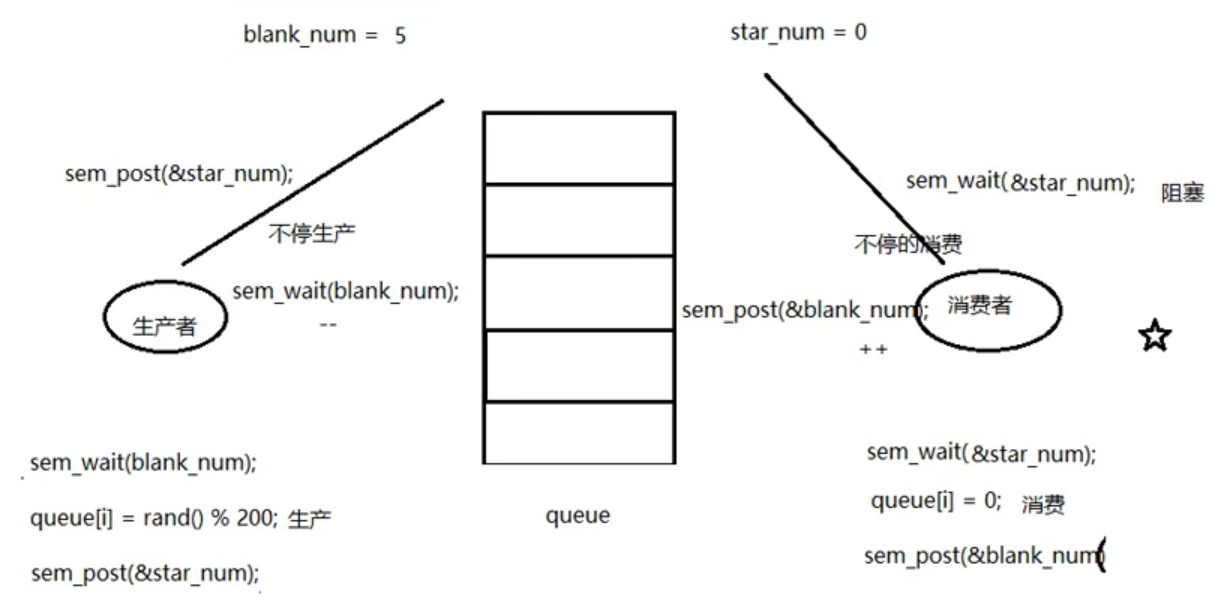 blank_num = 5
star_num = 0
sem_post(&star_num);
不停生产
sem_wait(blank_num);
--
生产者
sem_wait(&star_num); 阻塞
不停的消费
sem_post(&blank_num);
++
消费者
sem_wait(blank_num);
queue[i] = rand() % 200; 生产
sem_post(&star_num);
queue
sem_wait(&star_num);
queue[i] = 0; 消费
sem_post(&blank_num(